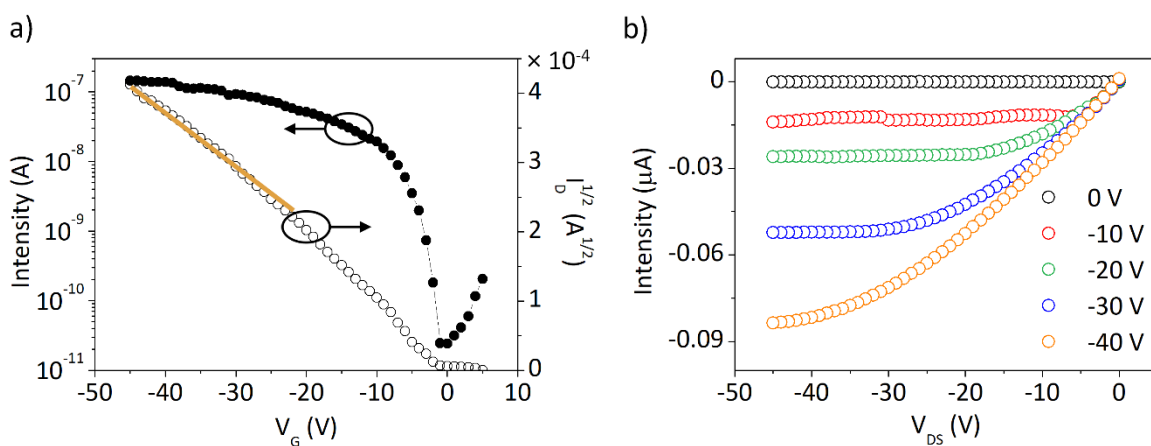 a)
× 10⁻⁴
10⁻⁷
10⁻⁸
10⁻⁹
10⁻¹⁰
10⁻¹¹
Intensity (A)
4
3
2
1
0
I_D^1/2 (A^1/2)
-50 -40 -30 -20 -10 0 10
V_G (V)
b)
0
-0.03
-0.06
-0.09
Intensity (µA)
0 V
-10 V
-20 V
-30 V
-40 V
-50 -40 -30 -20 -10 0
V_DS (V)